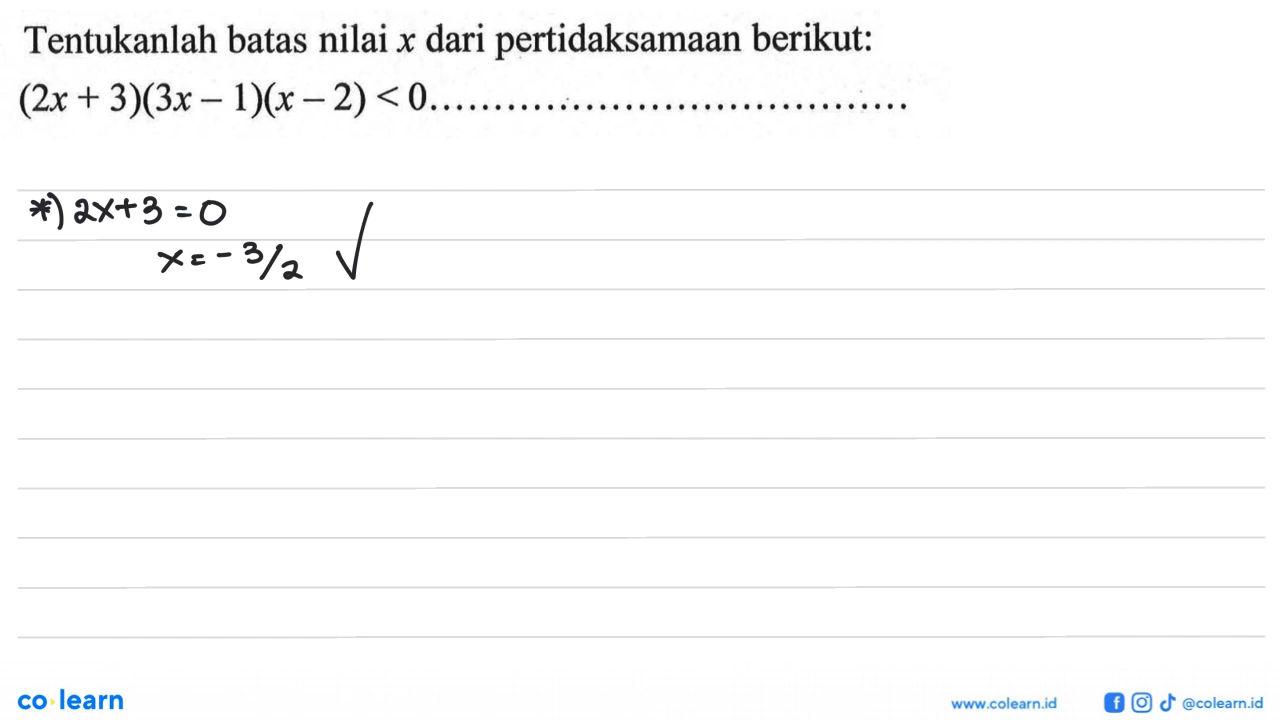 Tentukanlah batas nilai x dari pertidaksamaan berikut:
(2x + 3)(3x – 1)(x – 2) < 0.....................................
*) 2x+3 = 0
x = - 3/2 √
co learn
www.colearn.id @colearn.id